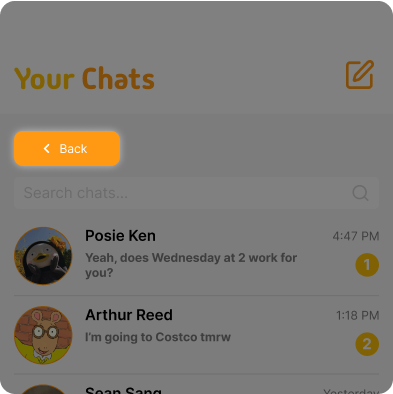 Your Chats
Back
Search chats...
Posie Ken
4:47 PM
Yeah, does Wednesday at 2 work for
you?
1
Arthur Reed
1:18 PM
I'm going to Costco tmrw
2
Sean Sang
Yesterday